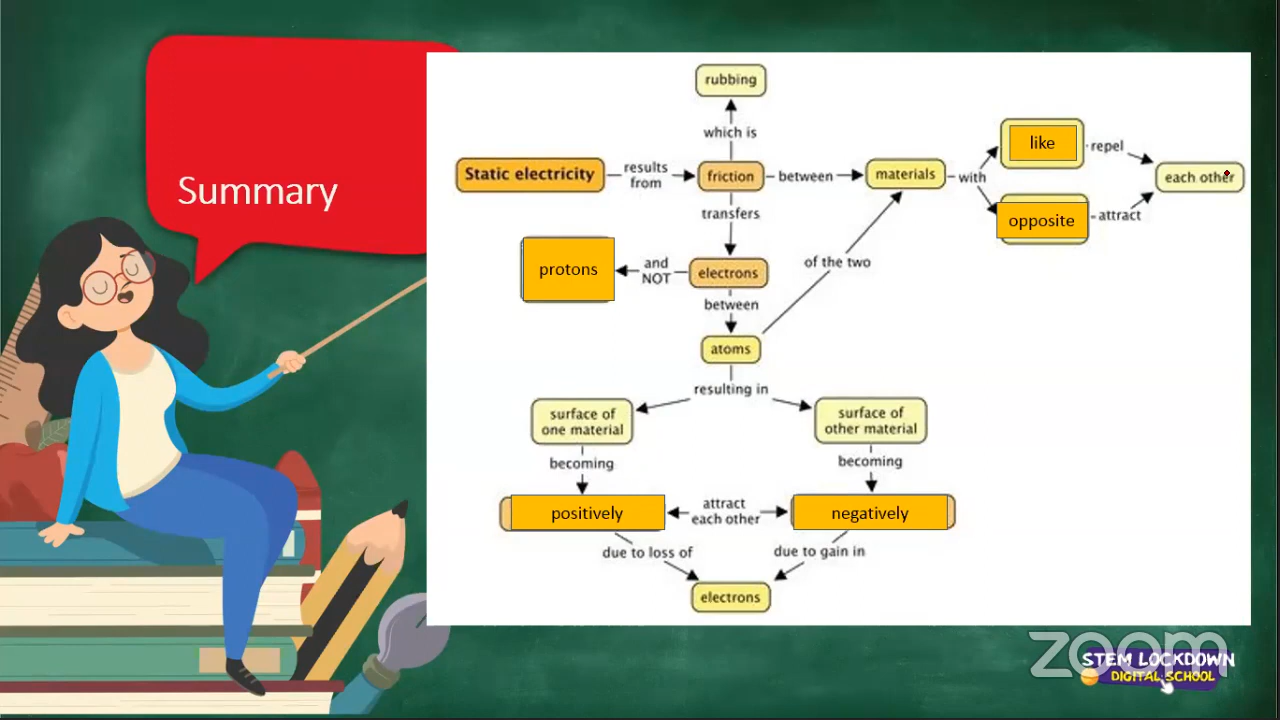 Summary
rubbing
which is
Static electricity
results
from
friction
between
materials
with
like
repel
each other
opposite
attract
transfers
protons
and
NOT
electrons
of the two
between
atoms
resulting in
surface of
one material
surface of
other material
becoming
becoming
positively
attract
each other
negatively
due to loss of
due to gain in
electrons
zoom
STEM LOCKDOWN
DIGITAL SCHOOL